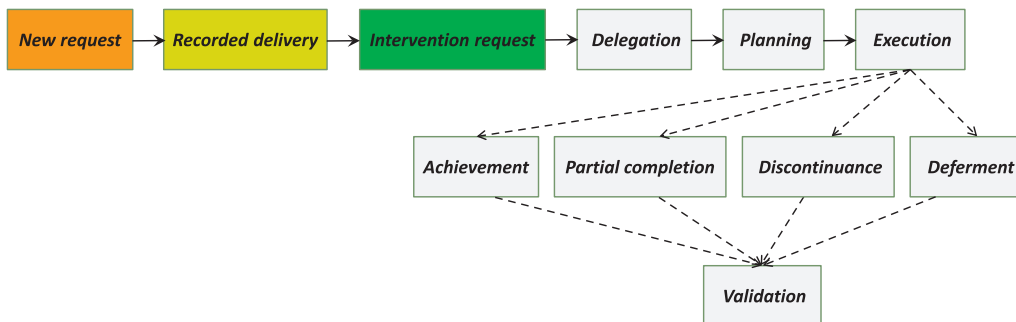 New request
Recorded delivery
Intervention request
Delegation
Planning
Execution
Achievement
Partial completion
Discontinuance
Deferment
Validation